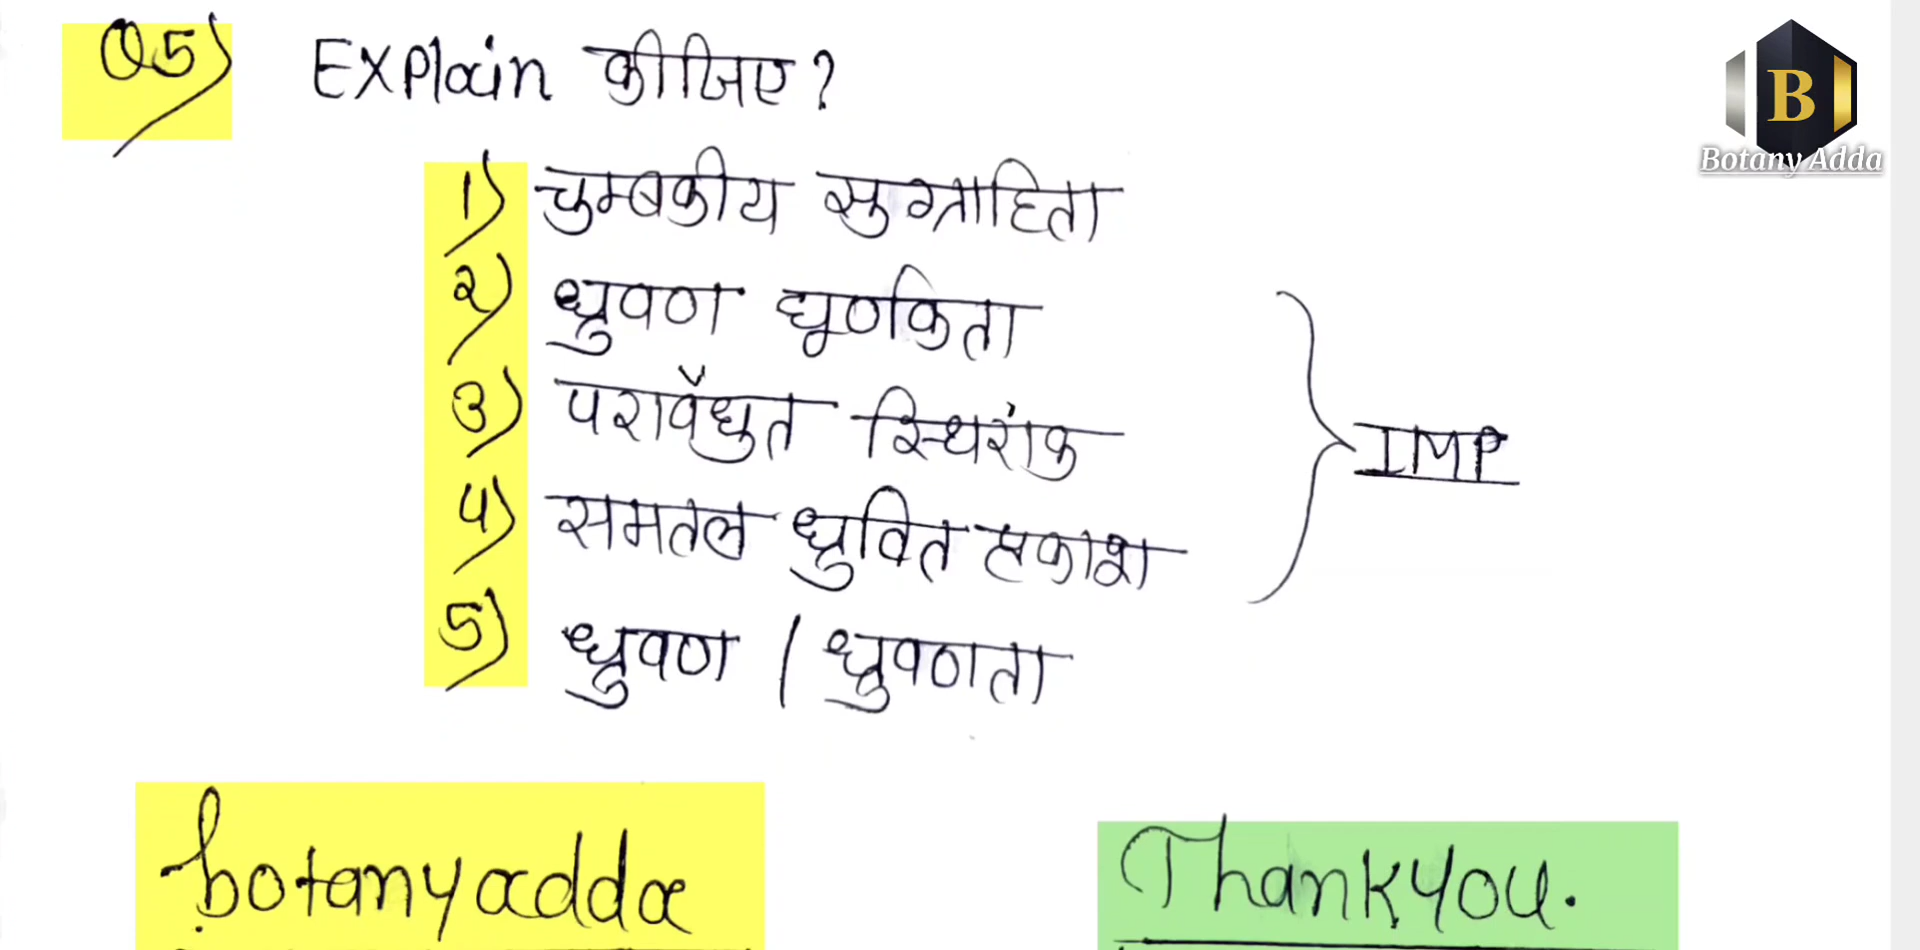 Q5) Explain कीजिए?
B
Botany Adda
1) चुम्बकीय सुग्राहिता
2) ध्रुवण घूर्णकता
3) परावैद्युत स्थिरांक
IMP
4) समतल ध्रुवित प्रकाश
5) ध्रुवण / ध्रुवणता
botanyadda
Thankyou.